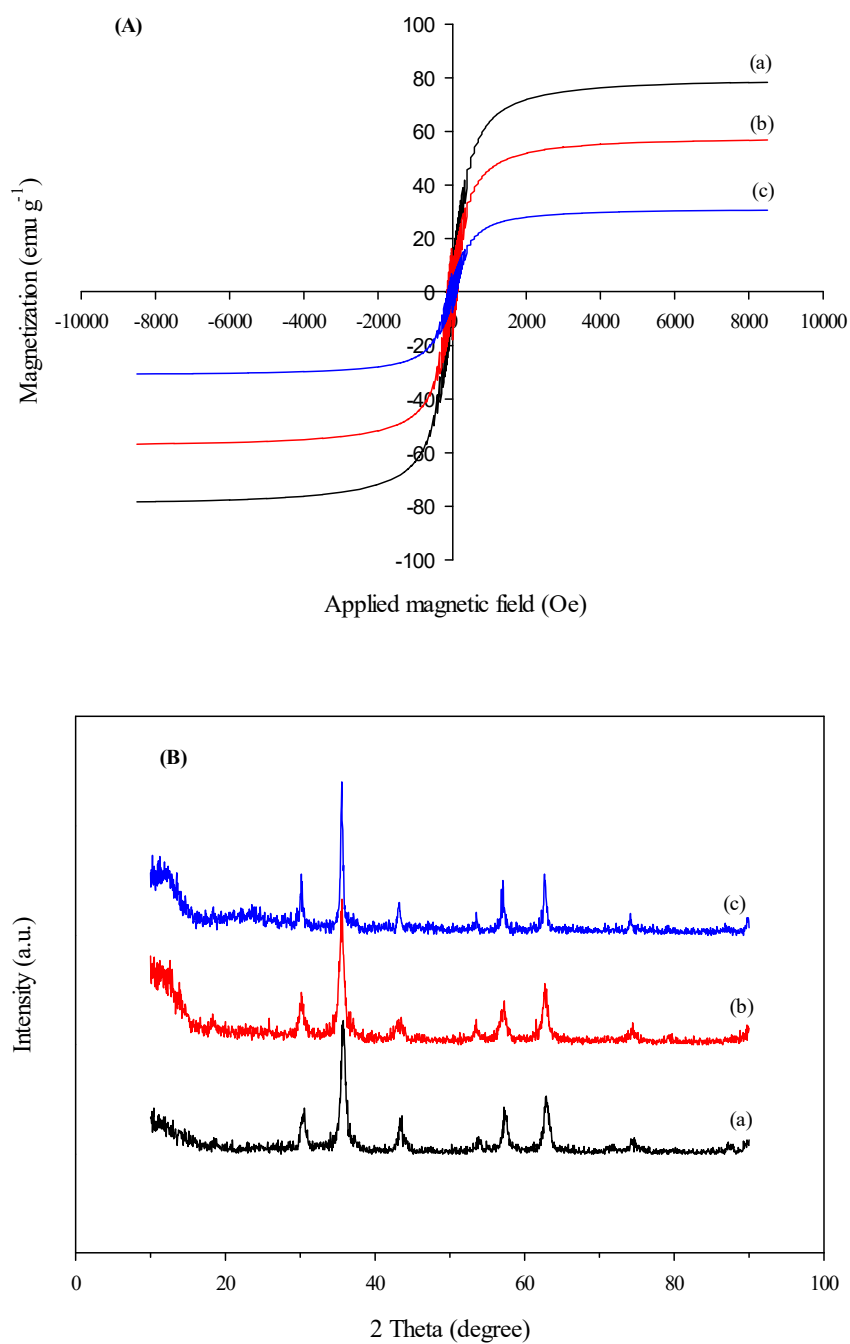 (A)
100
80
60
40
20
0
-20
-40
-60
-80
-100
-10000 -8000 -6000 -4000 -2000 0 2000 4000 6000 8000 10000
(a)
(b)
(c)
Magnetization (emu g-1)
Applied magnetic field (Oe)
(B)
(c)
(b)
(a)
Intensity (a.u.)
0 20 40 60 80 100
2 Theta (degree)